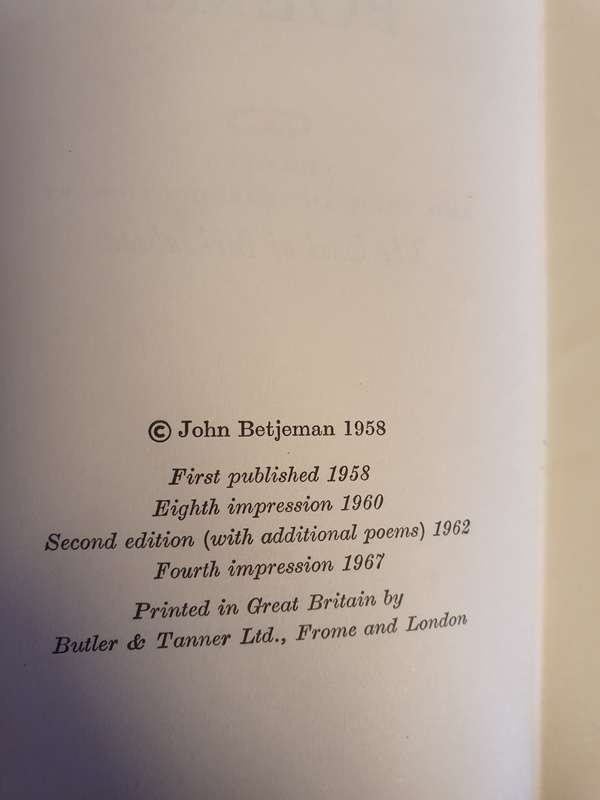 © John Betjeman 1958
First published 1958
Eighth impression 1960
Second edition (with additional poems) 1962
Fourth impression 1967
Printed in Great Britain by
Butler & Tanner Ltd., Frome and London